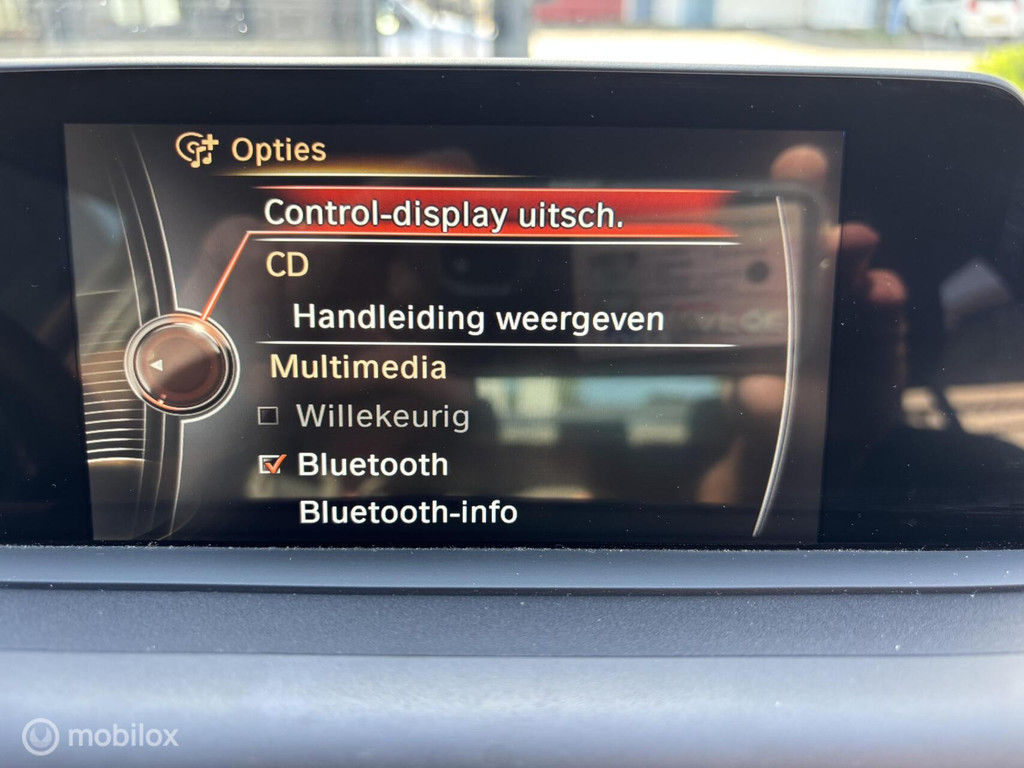 Opties
Control-display uitsch.
CD
Handleiding weergeven
Multimedia
Willekeurig
Bluetooth
Bluetooth-info
mobilox